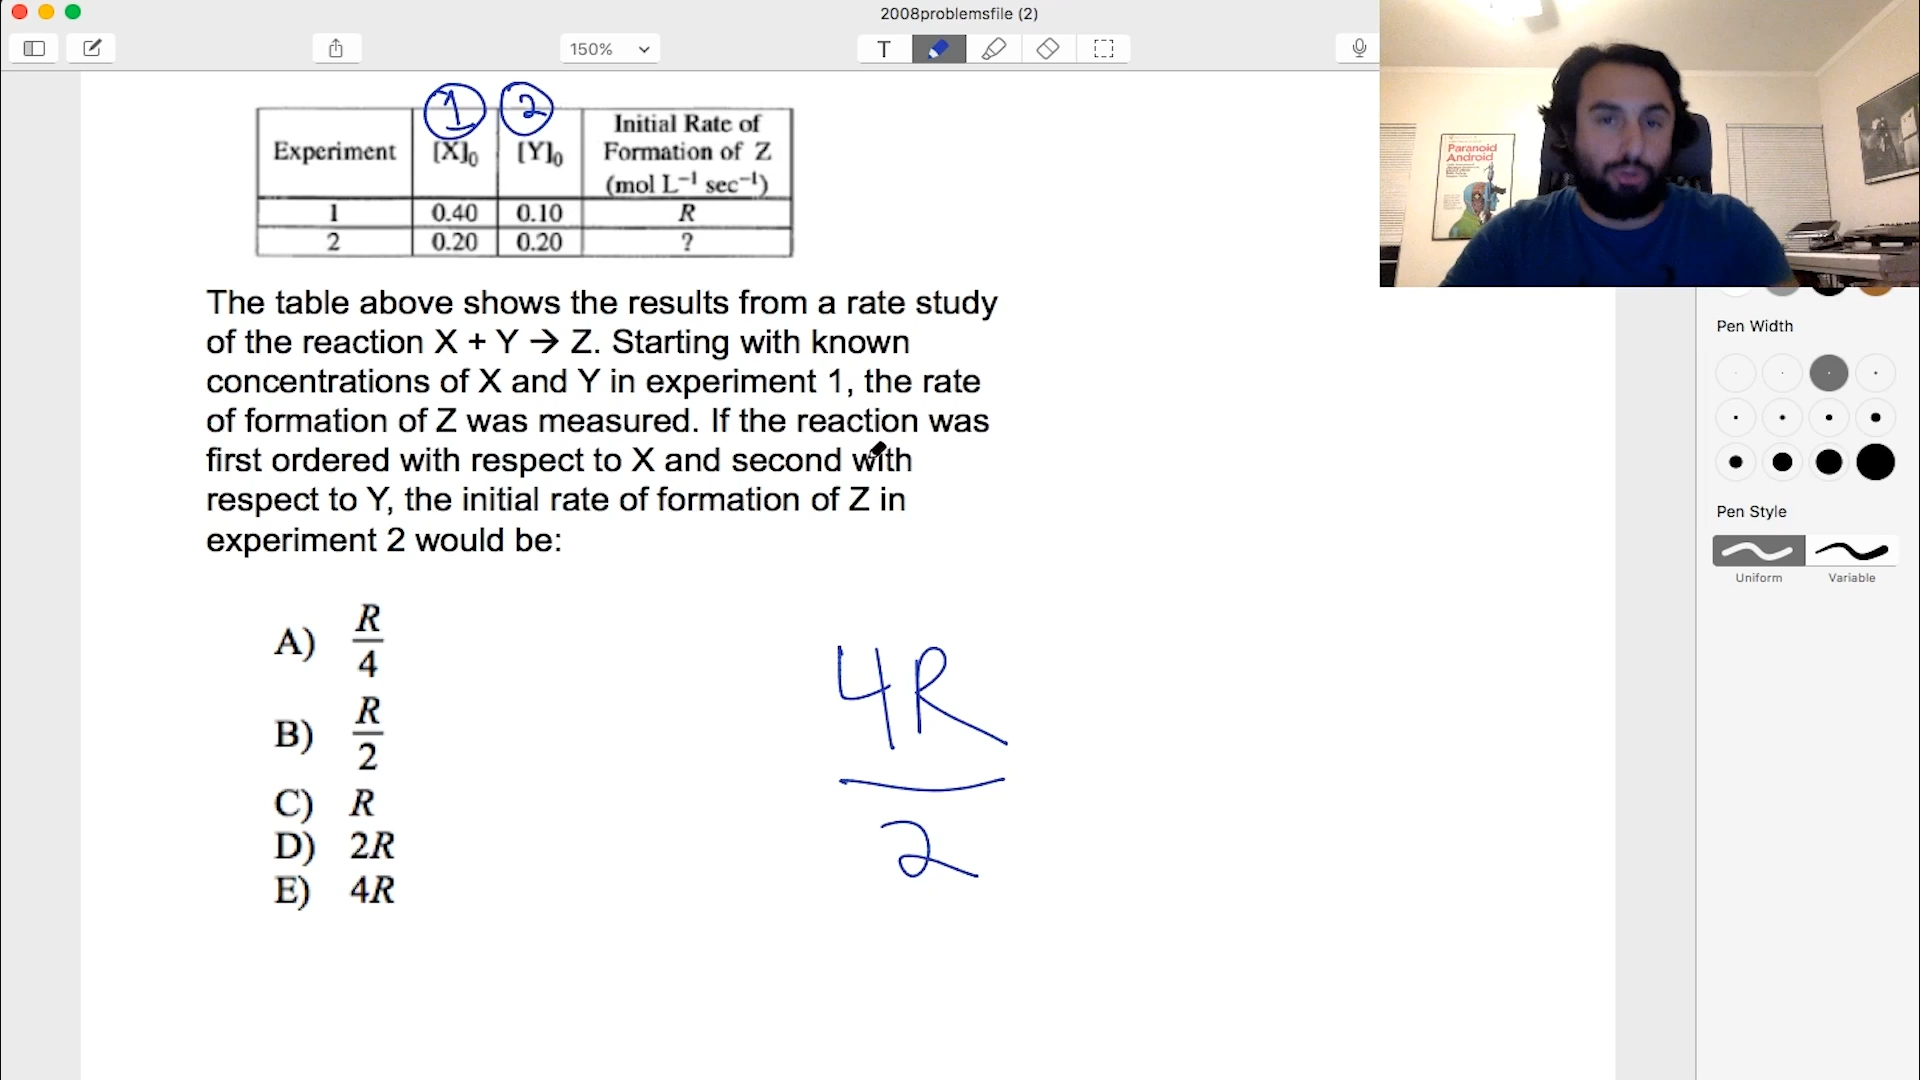 2008problemsfile (2)
150%
T
1 2
Experiment [X]₀ [Y]₀ Initial Rate of Formation of Z (mol L⁻¹ sec⁻¹)
1 0.40 0.10 R
2 0.20 0.20 ?
The table above shows the results from a rate study
of the reaction X + Y → Z. Starting with known
concentrations of X and Y in experiment 1, the rate
of formation of Z was measured. If the reaction was
first ordered with respect to X and second with
respect to Y, the initial rate of formation of Z in
experiment 2 would be:
A) R/4
B) R/2
C) R
D) 2R
E) 4R
4R
2
Paranoid
Android
Pen Width
Pen Style
Uniform Variable